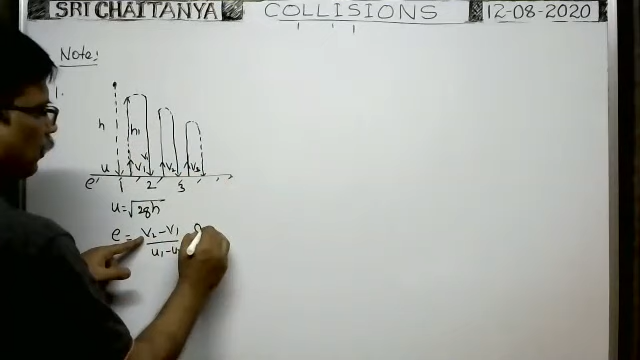 SRI CHAITANYA COLLISIONS 12-08-2020
Note:
1.
h h1
u v1 v1 v2 v3
e 1 2 3
u = √2gh
e = v2 - v1
u1 - u